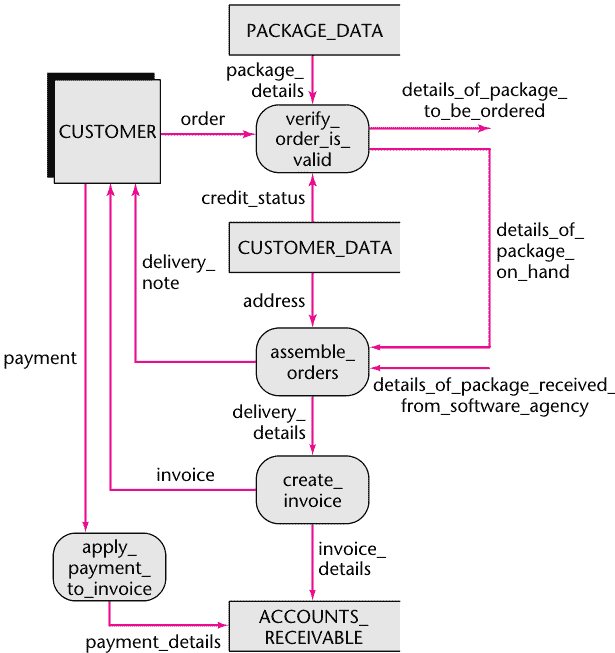 PACKAGE_DATA
package_
details
details_of_package_
to_be_ordered
CUSTOMER
order
verify_
order_is_
valid
credit_status
details_of_
package_
on_hand
CUSTOMER_DATA
delivery_
note
address
payment
assemble_
orders
details_of_package_received_
from_software_agency
delivery_
details
invoice
create_
invoice
apply_
payment_
to_invoice
invoice_
details
payment_details
ACCOUNTS_
RECEIVABLE